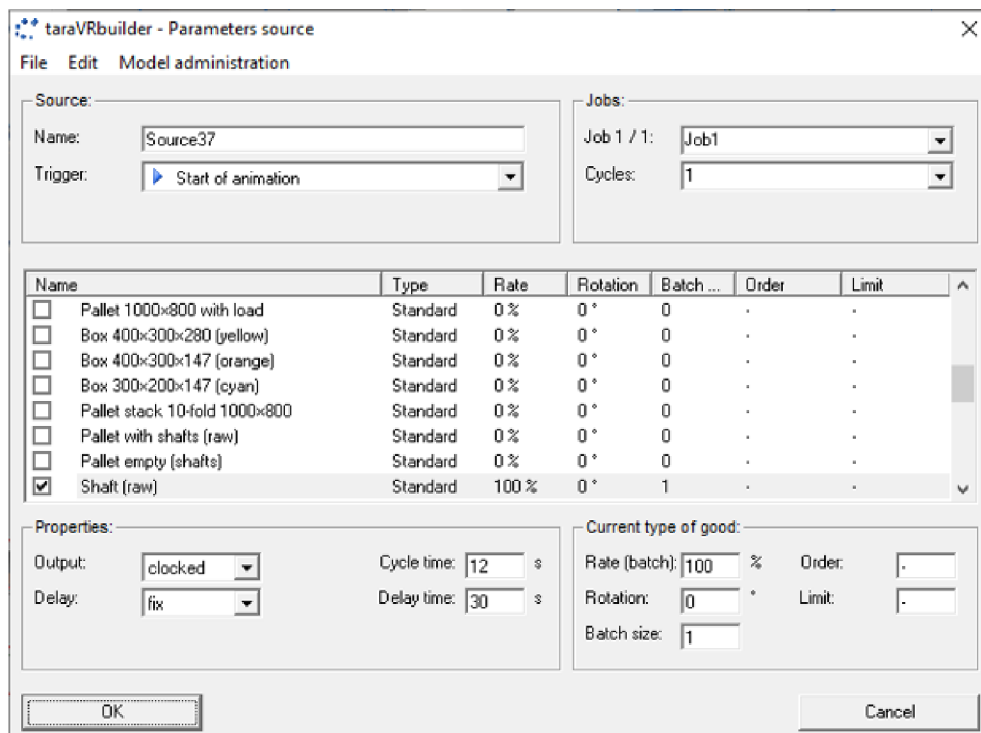 taraVRbuilder - Parameters source
File Edit Model administration
Source:
Name: Source37
Trigger: Start of animation
Jobs:
Job 1 / 1: Job1
Cycles: 1
Name Type Rate Rotation Batch ... Order Limit
Pallet 1000×800 with load Standard 0 % 0 ° 0 - -
Box 400×300×280 (yellow) Standard 0 % 0 ° 0 - -
Box 400×300×147 (orange) Standard 0 % 0 ° 0 - -
Box 300×200×147 (cyan) Standard 0 % 0 ° 0 - -
Pallet stack 10-fold 1000×800 Standard 0 % 0 ° 0 - -
Pallet with shafts (raw) Standard 0 % 0 ° 0 - -
Pallet empty (shafts) Standard 0 % 0 ° 0 - -
Shaft (raw) Standard 100 % 0 ° 1 - -
Properties:
Output: clocked Cycle time: 12 s
Delay: fix Delay time: 30 s
Current type of good:
Rate (batch): 100 % Order: -
Rotation: 0 ° Limit: -
Batch size: 1
OK Cancel